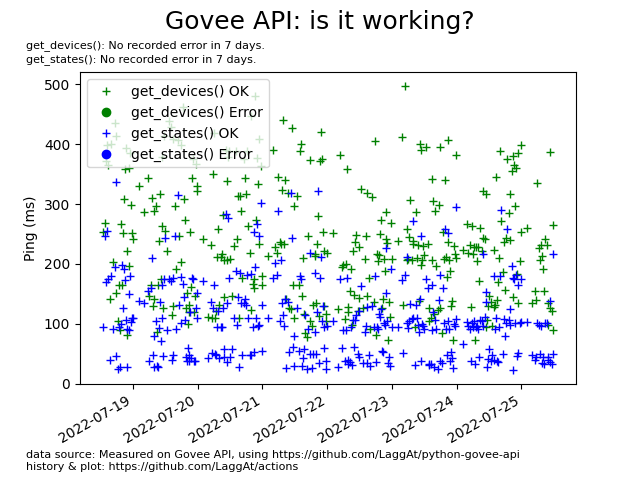 Govee API: is it working?
get_devices(): No recorded error in 7 days.
get_states(): No recorded error in 7 days.
get_devices() OK
get_devices() Error
get_states() OK
get_states() Error
Ping (ms)
500
400
300
200
100
0
2022-07-19
2022-07-20
2022-07-21
2022-07-22
2022-07-23
2022-07-24
2022-07-25
data source: Measured on Govee API, using https://github.com/LaggAt/python-govee-api
history & plot: https://github.com/LaggAt/actions